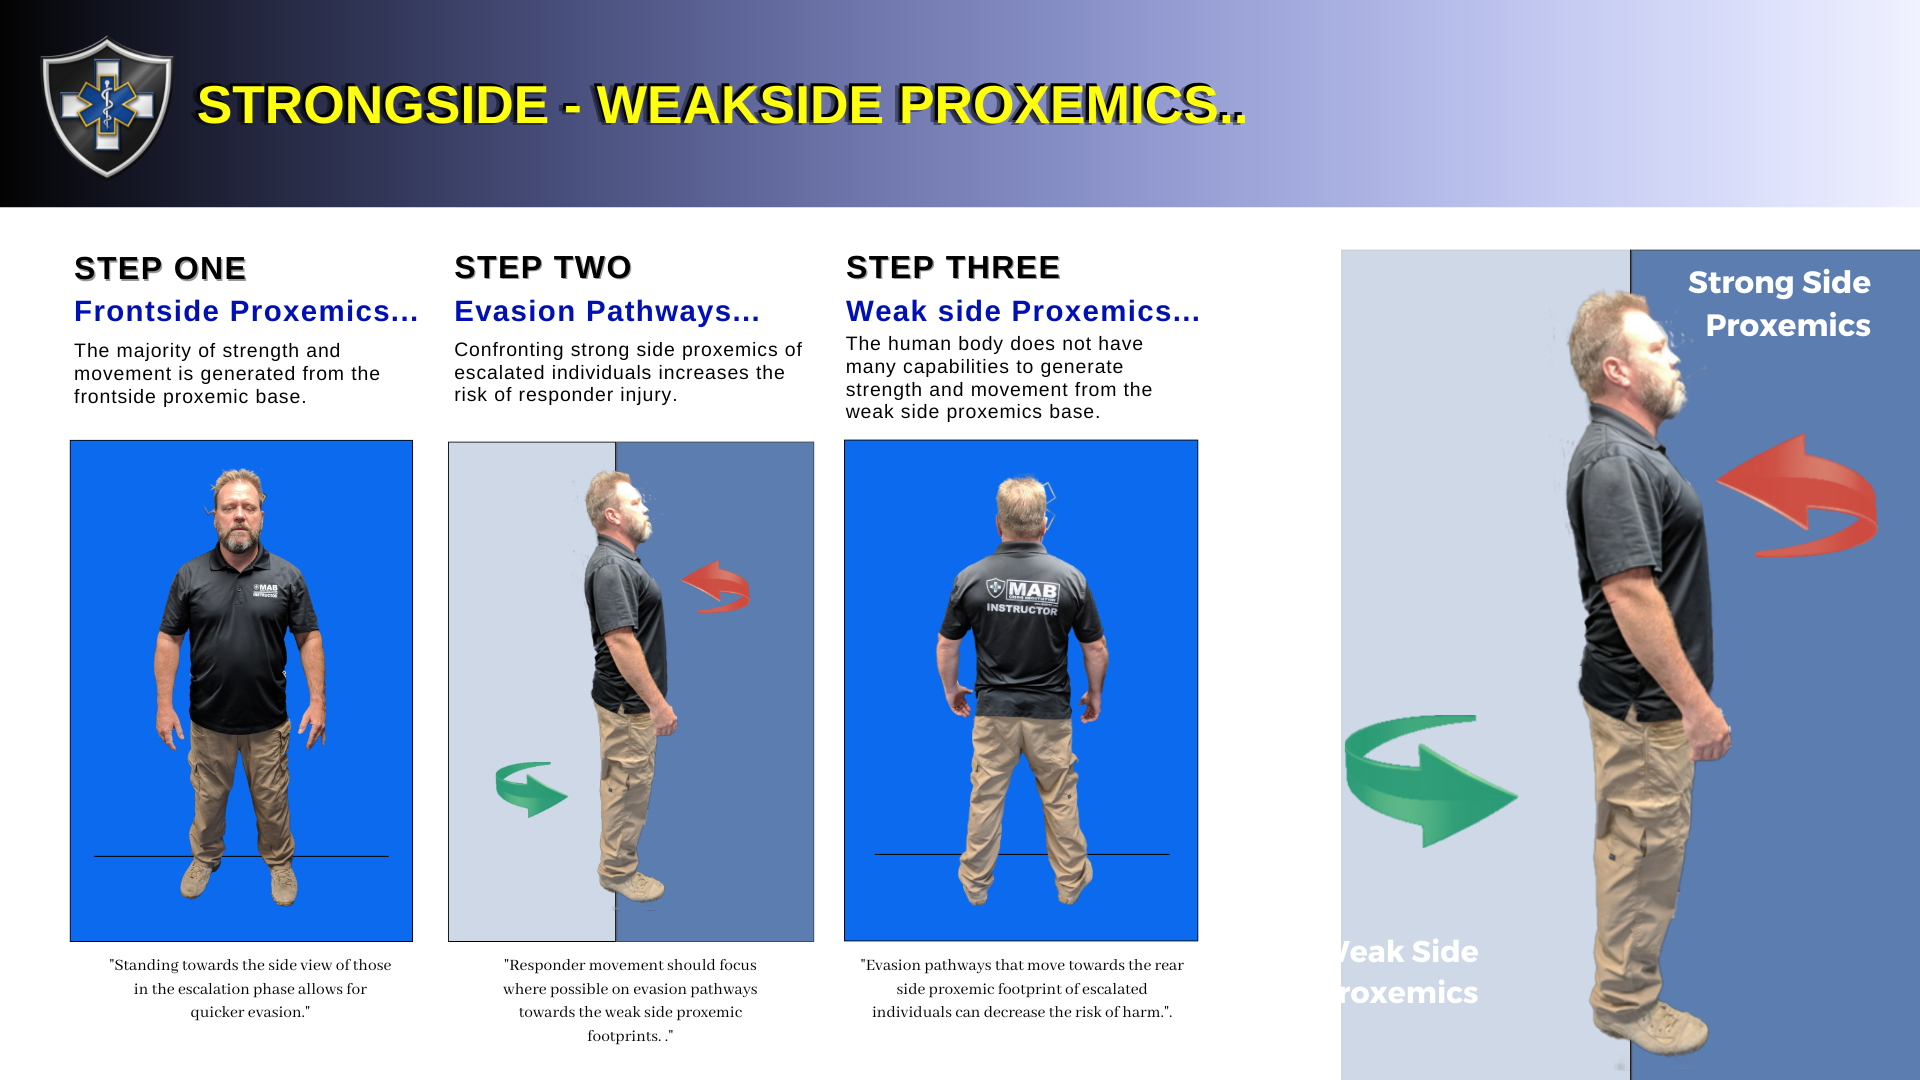 STRONGSIDE - WEAKSIDE PROXEMICS..
STEP ONE
Frontside Proxemics...
The majority of strength and
movement is generated from the
frontside proxemic base.
MAB
INSTRUCTOR
"Standing towards the side view of those
in the escalation phase allows for
quicker evasion."
STEP TWO
Evasion Pathways...
Confronting strong side proxemics of
escalated individuals increases the
risk of responder injury.
"Responder movement should focus
where possible on evasion pathways
towards the weak side proxemic
footprints. ."
STEP THREE
Weak side Proxemics...
The human body does not have
many capabilities to generate
strength and movement from the
weak side proxemics base.
MAB
INSTRUCTOR
"Evasion pathways that move towards the rear
side proxemic footprint of escalated
individuals can decrease the risk of harm.".
Strong Side
Proxemics
Weak Side
roxemics